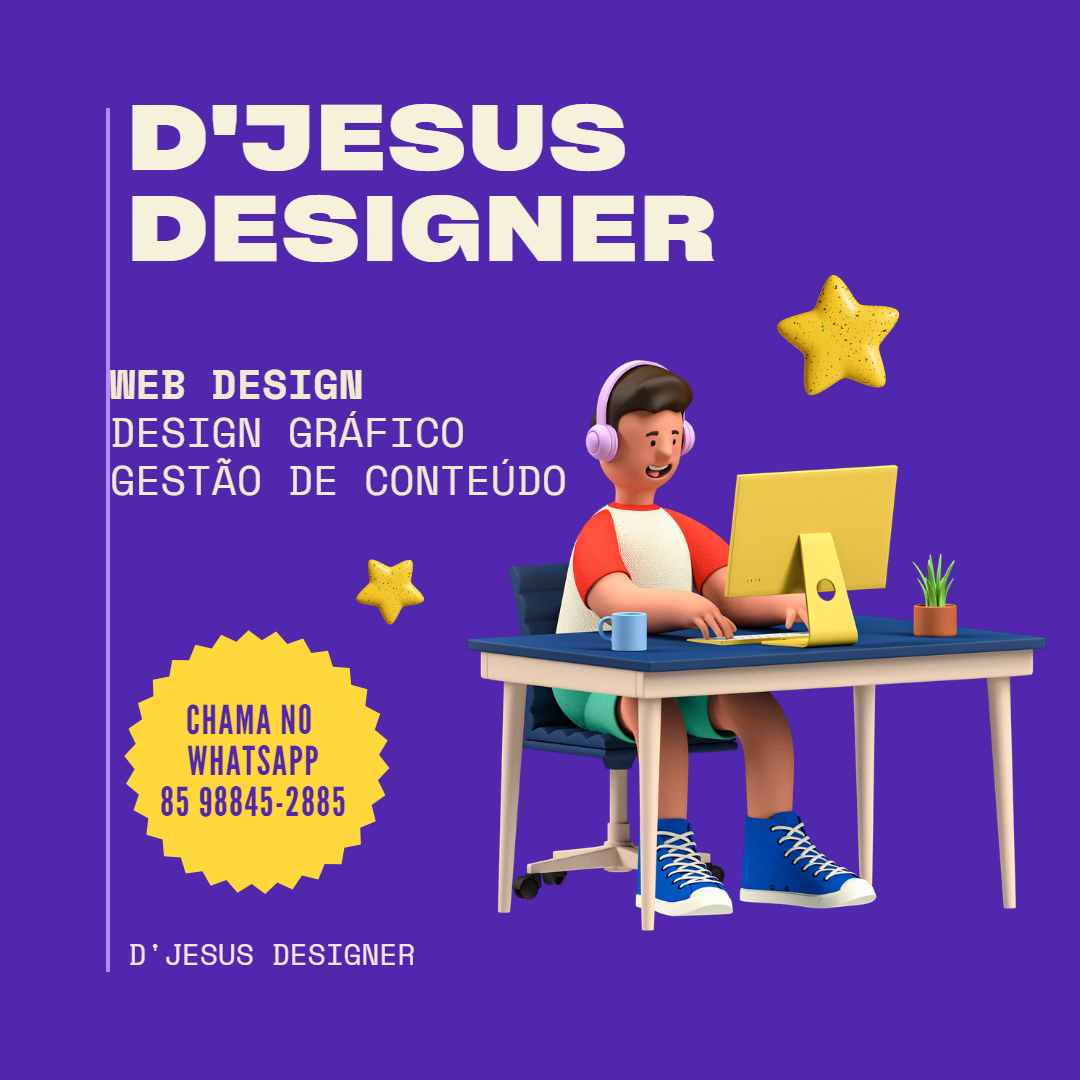 D'JESUS
DESIGNER
WEB DESIGN
DESIGN GRÁFICO
GESTÃO DE CONTEÚDO
CHAMA NO
WHATSAPP
85 98845-2885
D'JESUS DESIGNER